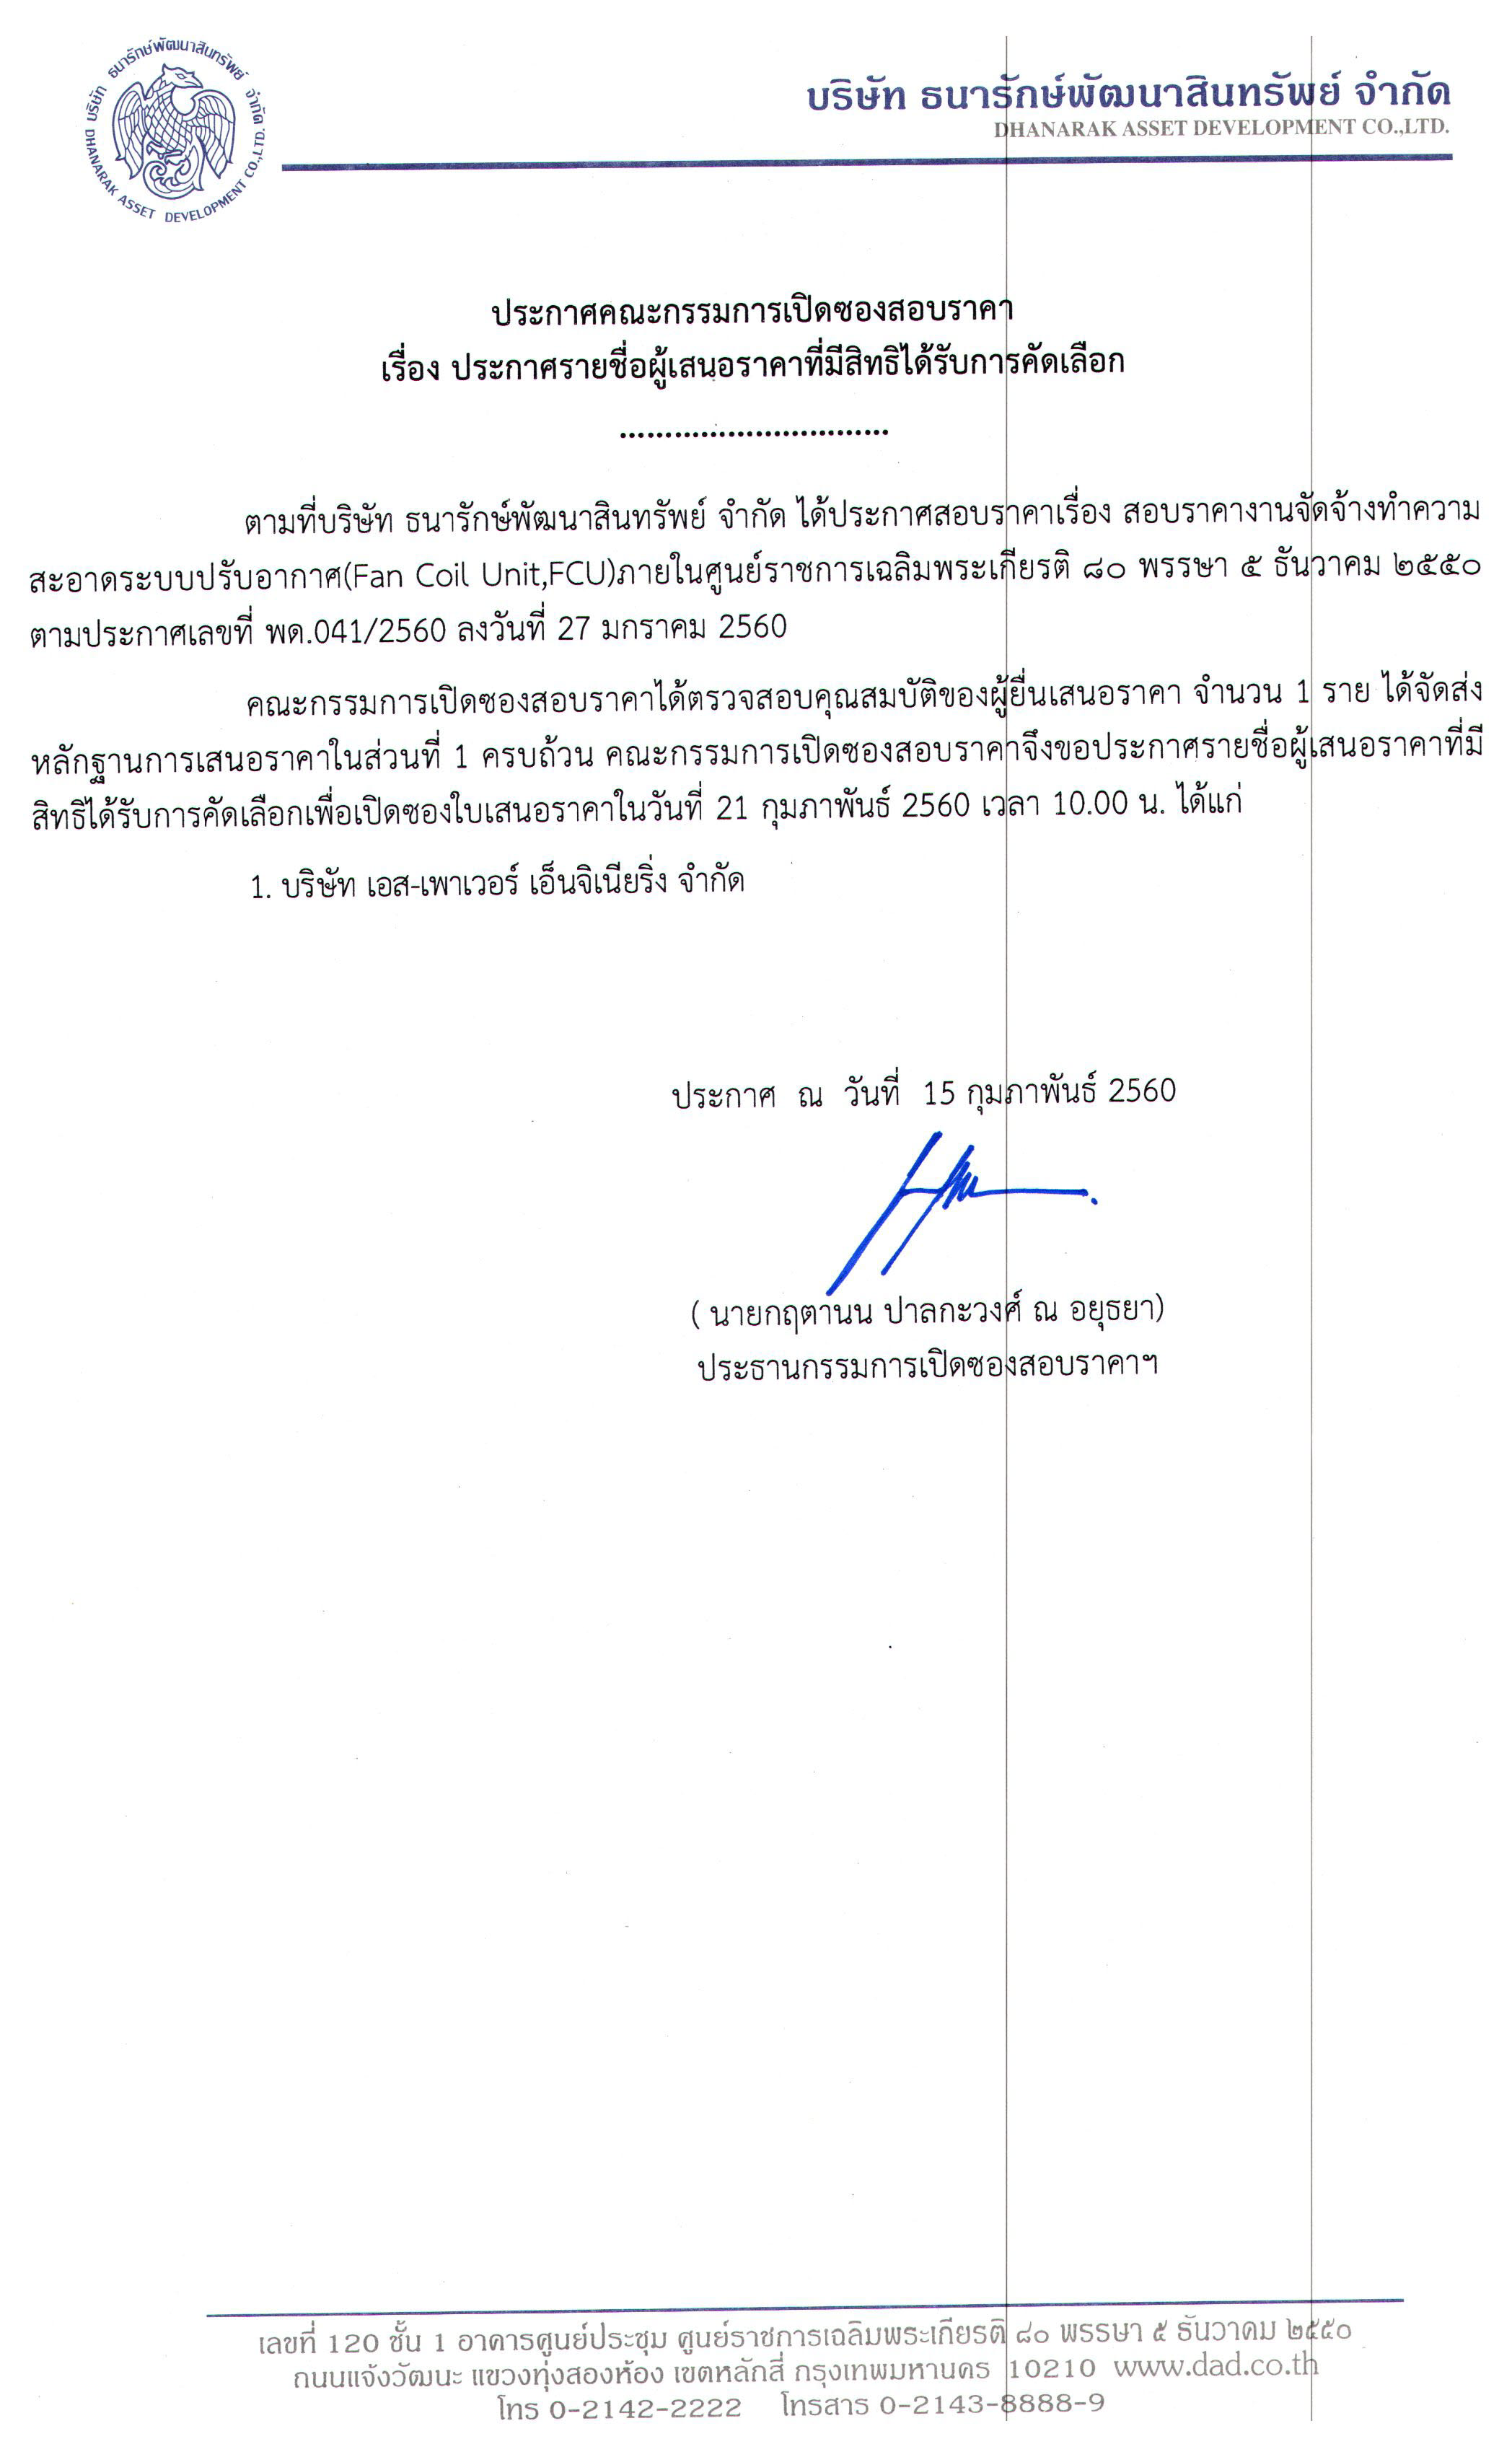 บริษัท ธนารักษ์พัฒนาสินทรัพย์ จำกัด
DHANARAK ASSET DEVELOPMENT CO.,LTD.
บริษัท ธนารักษ์พัฒนาสินทรัพย์ จำกัด
DHANARAK ASSET DEVELOPMENT CO.,LTD.
ประกาศคณะกรรมการเปิดซองสอบราคา
เรื่อง ประกาศรายชื่อผู้เสนอราคาที่มีสิทธิได้รับการคัดเลือก
..............................
ตามที่บริษัท ธนารักษ์พัฒนาสินทรัพย์ จำกัด ได้ประกาศสอบราคาเรื่อง สอบราคางานจัดจ้างทำความ
สะอาดระบบปรับอากาศ(Fan Coil Unit,FCU)ภายในศูนย์ราชการเฉลิมพระเกียรติ ๘๐ พรรษา ๕ ธันวาคม ๒๕๕๐
ตามประกาศเลขที่ พด.041/2560 ลงวันที่ 27 มกราคม 2560
คณะกรรมการเปิดซองสอบราคาได้ตรวจสอบคุณสมบัติของผู้ยื่นเสนอราคา จำนวน 1 ราย ได้จัดส่ง
หลักฐานการเสนอราคาในส่วนที่ 1 ครบถ้วน คณะกรรมการเปิดซองสอบราคาจึงขอประกาศรายชื่อผู้เสนอราคาที่มี
สิทธิได้รับการคัดเลือกเพื่อเปิดซองใบเสนอราคาในวันที่ 21 กุมภาพันธ์ 2560 เวลา 10.00 น. ได้แก่
1. บริษัท เอส-เพาเวอร์ เอ็นจิเนียริ่ง จำกัด
ประกาศ ณ วันที่ 15 กุมภาพันธ์ 2560
( นายกฤตานน ปาลกะวงศ์ ณ อยุธยา)
ประธานกรรมการเปิดซองสอบราคาฯ
เลขที่ 120 ชั้น 1 อาคารศูนย์ประชุม ศูนย์ราชการเฉลิมพระเกียรติ ๘๐ พรรษา ๕ ธันวาคม ๒๕๕๐
ถนนแจ้งวัฒนะ แขวงทุ่งสองห้อง เขตหลักสี่ กรุงเทพมหานคร 10210 www.dad.co.th
โทร 0-2142-2222 โทรสาร 0-2143-8888-9